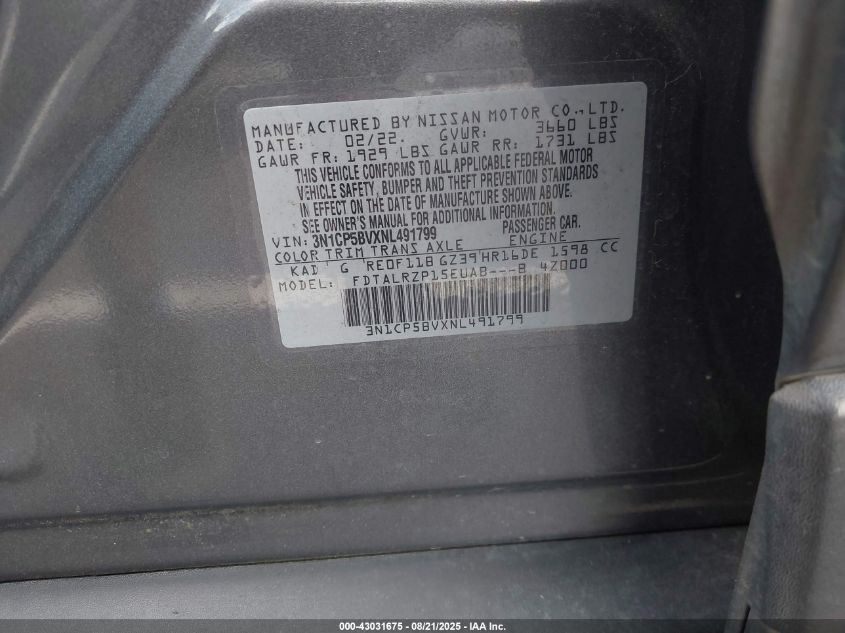 MANUFACTURED BY NISSAN MOTOR CO., LTD.
DATE: 02/22 GVWR: 3660 LBS
GAWR FR: 1929 LBS GAWR RR: 1731 LBS
THIS VEHICLE CONFORMS TO ALL APPLICABLE FEDERAL MOTOR
VEHICLE SAFETY, BUMPER AND THEFT PREVENTION STANDARDS
IN EFFECT ON THE DATE OF MANUFACTURE SHOWN ABOVE.
SEE OWNER'S MANUAL FOR ADDITIONAL INFORMATION.
VIN: 3N1CP5BVXNL491799 PASSENGER CAR.
COLOR TRIM TRANS AXLE ENGINE
KAD G RE0F11B GZ39 HR16DE 1598 CC
MODEL: FDTALRZP15EUAB---B 4Z000
3N1CP5BVXNL491799
000-43031675 - 08/21/2025 - IAA Inc.